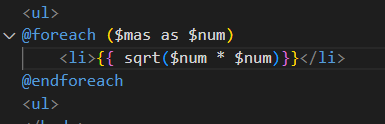 <ul>
@foreach ($mas as $num)
<li>{{ sqrt($num * $num)}}</li>
@endforeach
<ul>